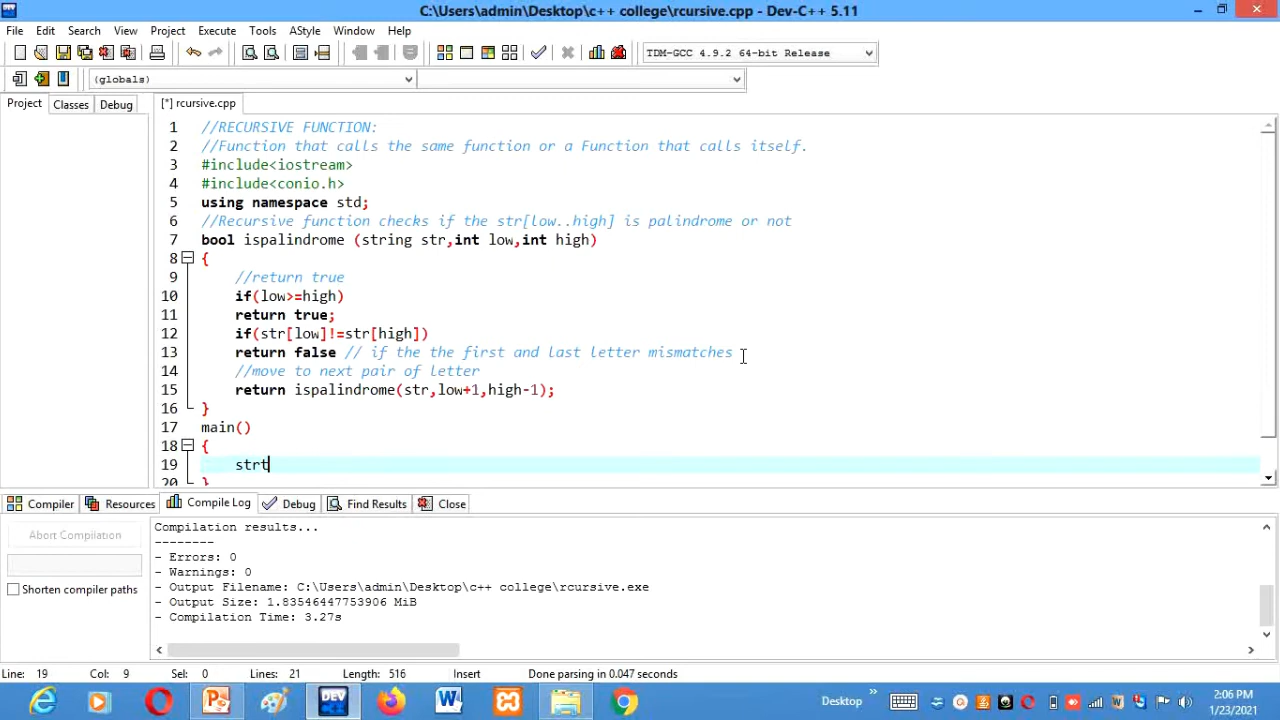 C:\Users\admin\Desktop\c++ college\rcursive.cpp - Dev-C++ 5.11
File Edit Search View Project Execute Tools AStyle Window Help
TDM-GCC 4.9.2 64-bit Release
(globals)
Project Classes Debug [*] rcursive.cpp
1 //RECURSIVE FUNCTION:
2 //Function that calls the same function or a Function that calls itself.
3 #include<iostream>
4 #include<conio.h>
5 using namespace std;
6 //Recursive function checks if the str[low..high] is palindrome or not
7 bool ispalindrome (string str,int low,int high)
8 {
9 //return true
10 if(low>=high)
11 return true;
12 if(str[low]!=str[high])
13 return false // if the the first and last letter mismatches
14 //move to next pair of letter
15 return ispalindrome(str,low+1,high-1);
16 }
17 main()
18 {
19 strt
20 }
Compiler Resources Compile Log Debug Find Results Close
Abort Compilation
Shorten compiler paths
Compilation results...
--------
- Errors: 0
- Warnings: 0
- Output Filename: C:\Users\admin\Desktop\c++ college\rcursive.exe
- Output Size: 1.83546447753906 MiB
- Compilation Time: 3.27s
Line: 19 Col: 9 Sel: 0 Lines: 21 Length: 516 Insert Done parsing in 0.047 seconds
Desktop
2:06 PM
1/23/2021